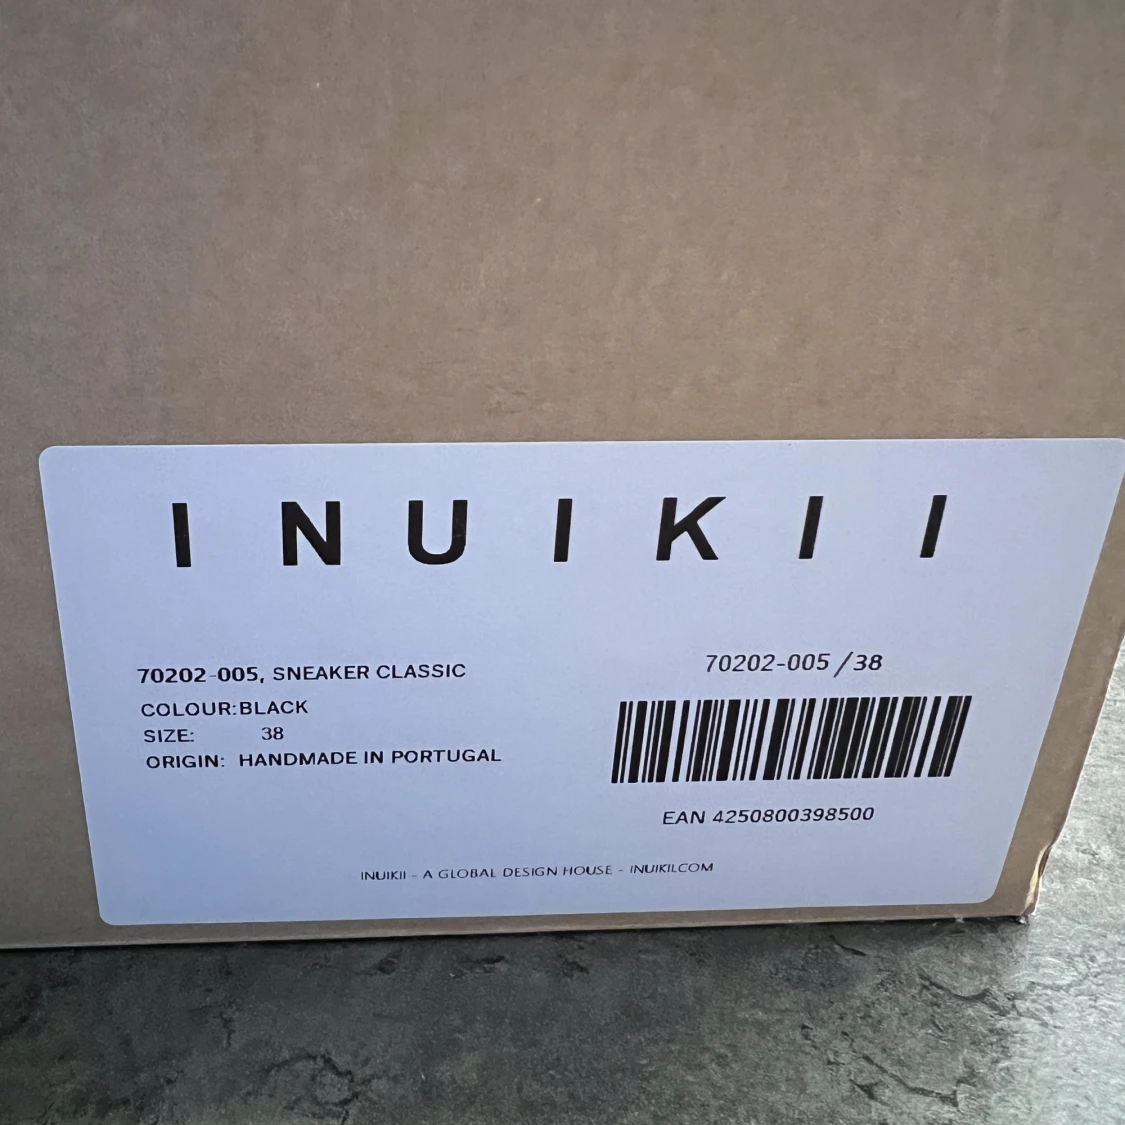 INUIKII
70202-005, SNEAKER CLASSIC
COLOUR:BLACK
SIZE: 38
ORIGIN: HANDMADE IN PORTUGAL
70202-005 / 38
EAN 4250800398500
INUIKII - A GLOBAL DESIGN HOUSE - INUIKII.COM